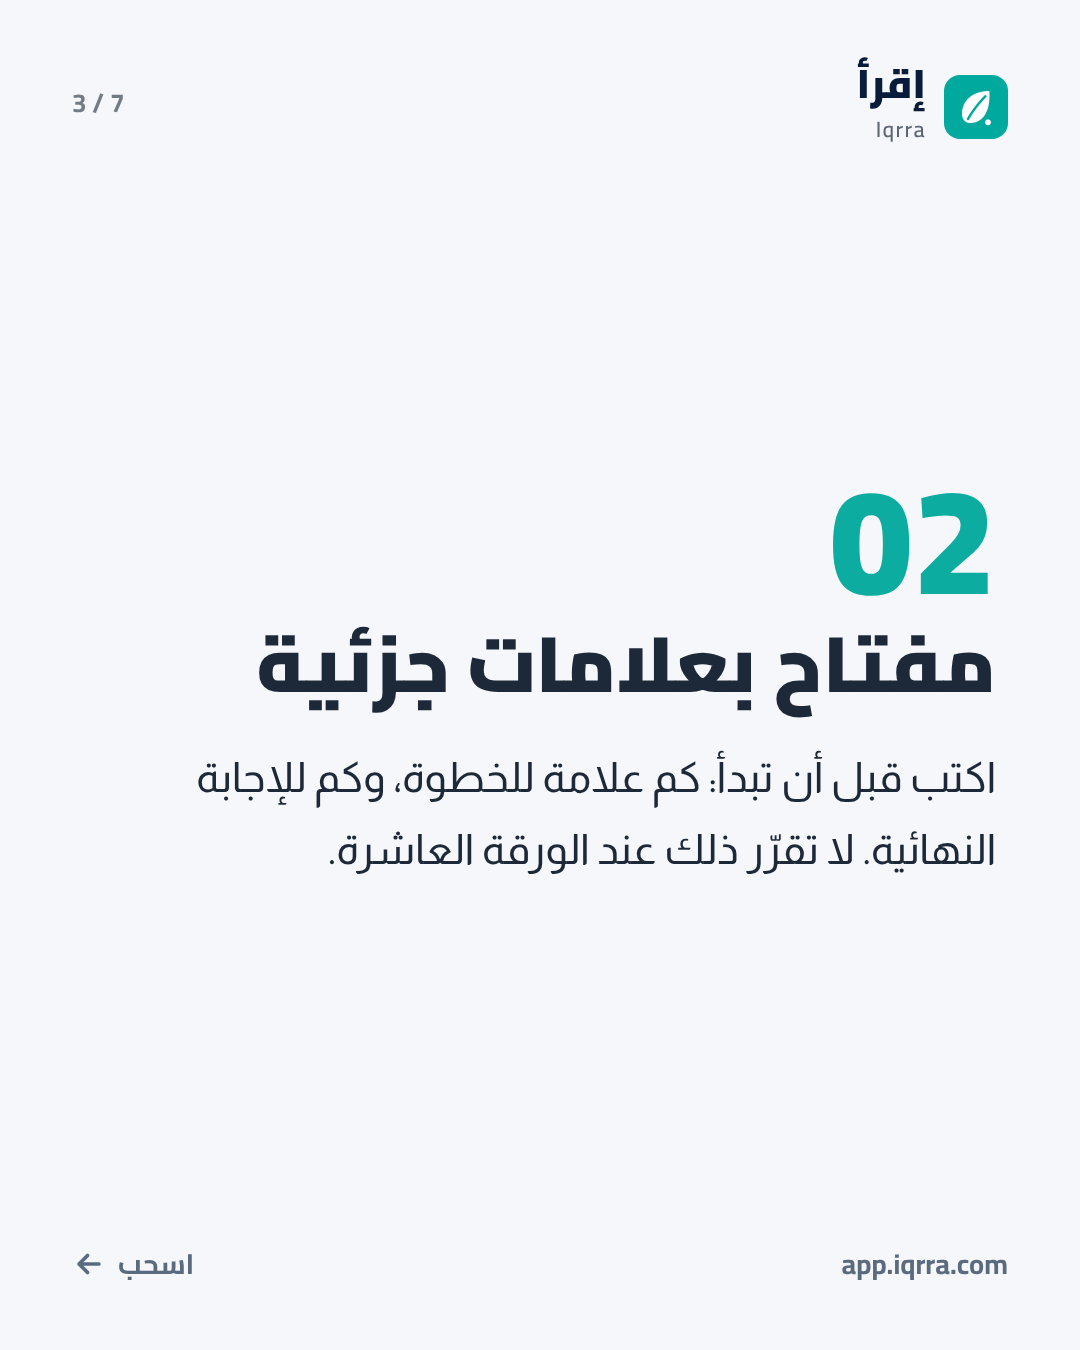 إقرأ
Iqrra
3 / 7
02
مفتاح بعلامات جزئية
اكتب قبل أن تبدأ: كم علامة للخطوة، وكم للإجابة
النهائية. لا تقرّر ذلك عند الورقة العاشرة.
app.iqrra.com
اسحب ←